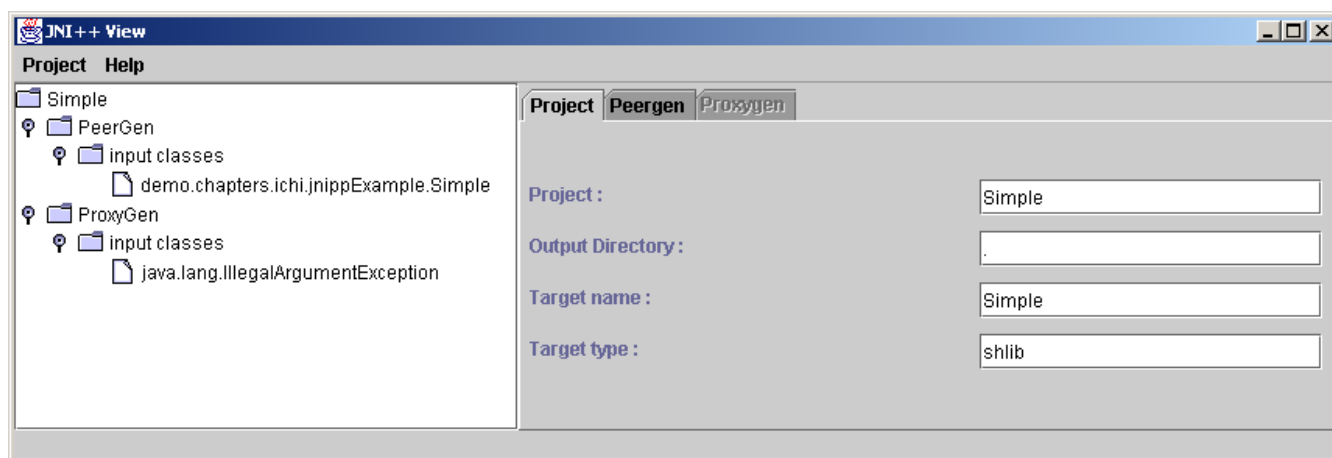 JNI++ View
Project Help
Simple
PeerGen
input classes
demo.chapters.ichi.jnippExample.Simple
ProxyGen
input classes
java.lang.IllegalArgumentException
Project Peergen Proxygen
Project : Simple
Output Directory : .
Target name : Simple
Target type : shlib